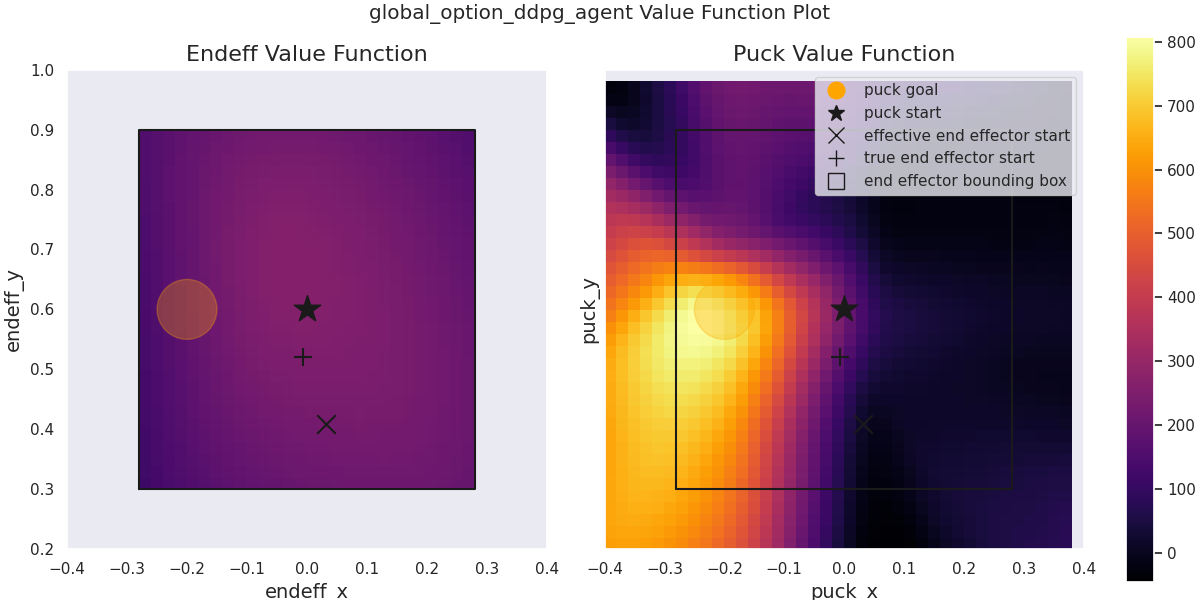 global_option_ddpg_agent Value Function Plot
Endeff Value Function
1.0
0.9
0.8
0.7
0.6
0.5
0.4
0.3
0.2
endeff_y
−0.4 −0.3 −0.2 −0.1 0.0 0.1 0.2 0.3 0.4
endeff_x
Puck Value Function
puck goal
puck start
effective end effector start
true end effector start
end effector bounding box
puck_y
−0.4 −0.3 −0.2 −0.1 0.0 0.1 0.2 0.3 0.4
puck_x
800
700
600
500
400
300
200
100
0